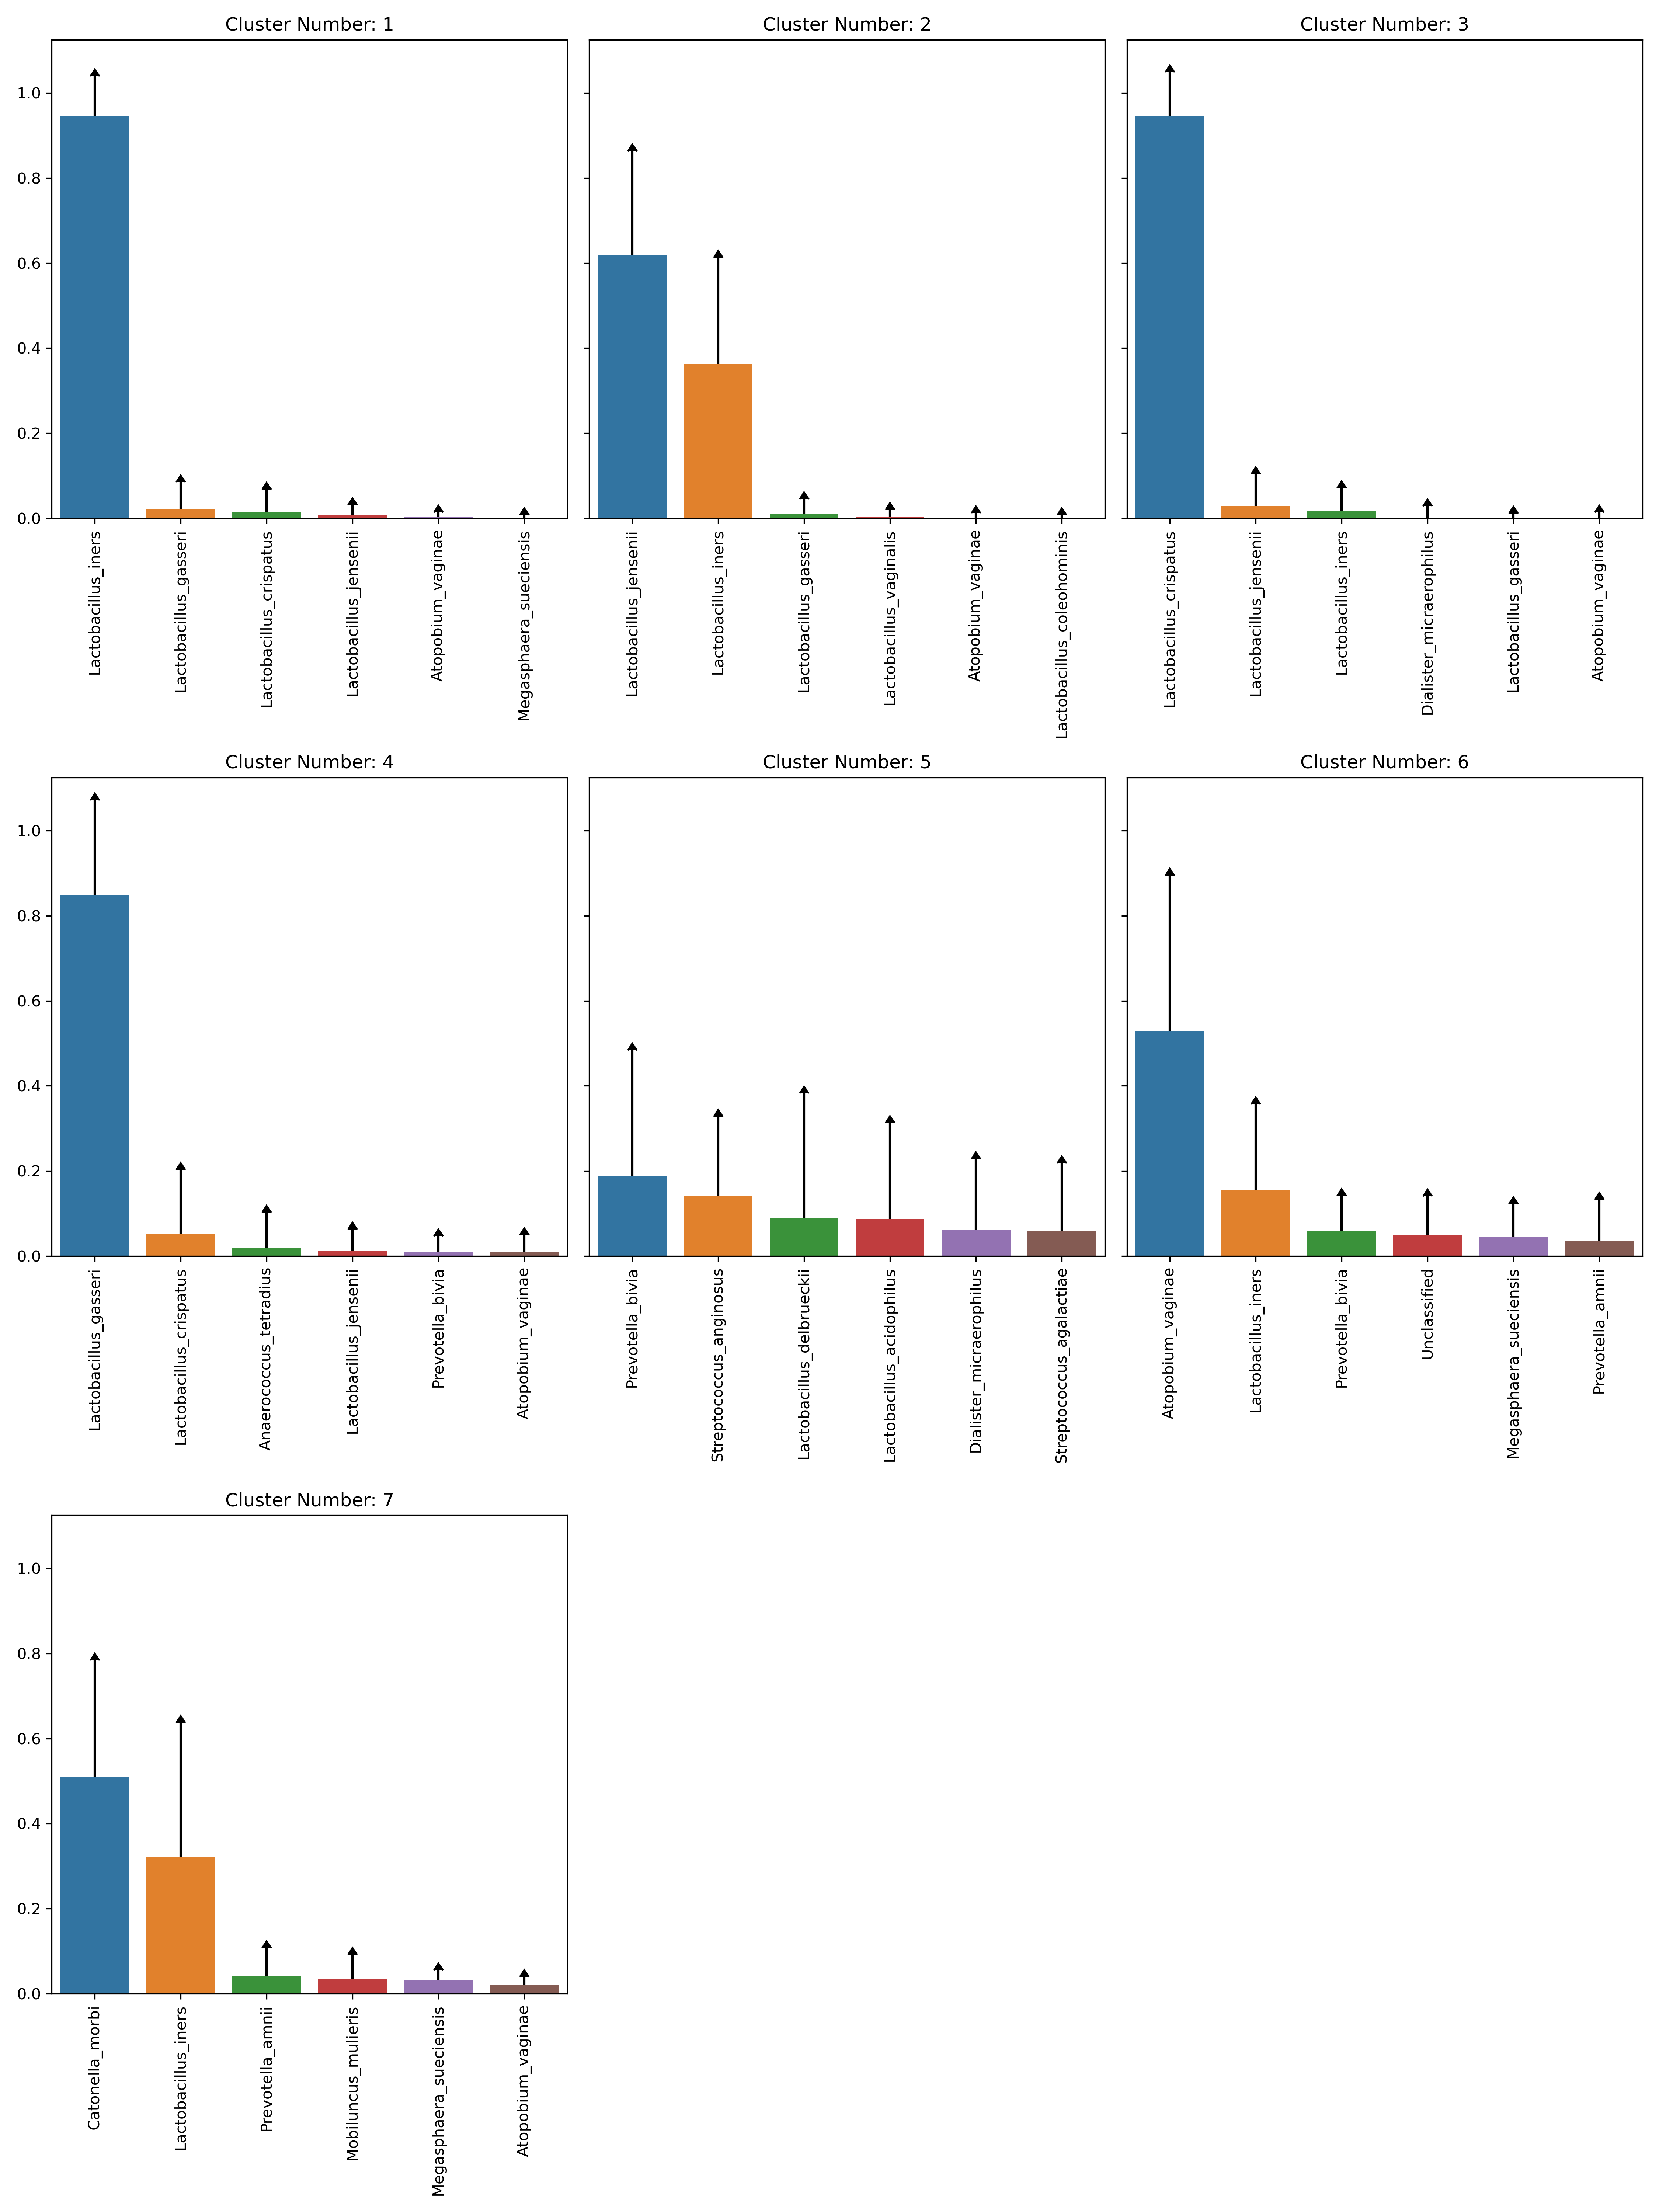 Cluster Number: 1
Cluster Number: 2
Cluster Number: 3
1.0
0.8
0.6
0.4
0.2
0.0
Lactobacillus_iners
Lactobacillus_gasseri
Lactobacillus_crispatus
Lactobacillus_jensenii
Atopobium_vaginae
Megasphaera_sueciensis
Lactobacillus_jensenii
Lactobacillus_iners
Lactobacillus_gasseri
Lactobacillus_vaginalis
Atopobium_vaginae
Lactobacillus_coleohominis
Lactobacillus_crispatus
Lactobacillus_jensenii
Lactobacillus_iners
Dialister_micraerophilus
Lactobacillus_gasseri
Atopobium_vaginae
Cluster Number: 4
Cluster Number: 5
Cluster Number: 6
1.0
0.8
0.6
0.4
0.2
0.0
Lactobacillus_gasseri
Lactobacillus_crispatus
Anaerococcus_tetradius
Lactobacillus_jensenii
Prevotella_bivia
Atopobium_vaginae
Prevotella_bivia
Streptococcus_anginosus
Lactobacillus_delbrueckii
Lactobacillus_acidophilus
Dialister_micraerophilus
Streptococcus_agalactiae
Atopobium_vaginae
Lactobacillus_iners
Prevotella_bivia
Unclassified
Megasphaera_sueciensis
Prevotella_amnii
Cluster Number: 7
1.0
0.8
0.6
0.4
0.2
0.0
Catonella_morbi
Lactobacillus_iners
Prevotella_amnii
Mobiluncus_mulieris
Megasphaera_sueciensis
Atopobium_vaginae